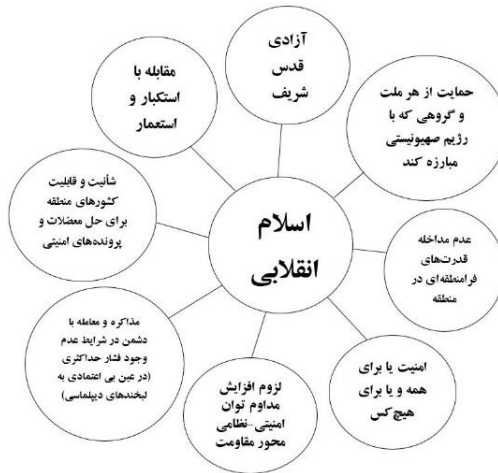 اسلام
انقلابی
آزادی
قدس
شریف
حمایت از هر ملت
و گروهی که با
رژیم صهیونیستی
مبارزه کند
عدم مداخله
قدرت‌های
فرامنطقه‌ای در
منطقه
امنیت یا برای
همه و یا برای
هیچ‌کس
لزوم افزایش
مداوم توان
امنیتی-نظامی
محور مقاومت
مذاکره و معامله با
دشمن در شرایط عدم
وجود فشار حداکثری
(در عین بی اعتمادی به
لبخندهای دیپلماسی)
شأنیت و قابلیت
کشورهای منطقه
برای حل معضلات و
پرونده‌های امنیتی
مقابله با
استکبار و
استعمار